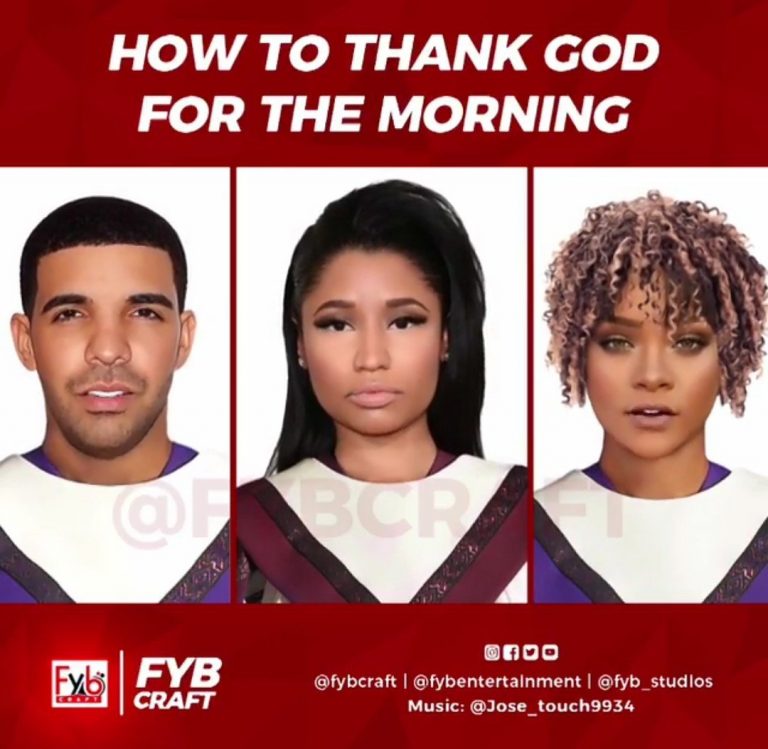 HOW TO THANK GOD
FOR THE MORNING
@FYBCRAFT
Fyb
CRAFT
FYB
CRAFT
@fybcraft | @fybentertaInment | @fyb_studIos
Music: @Jose_touch9934